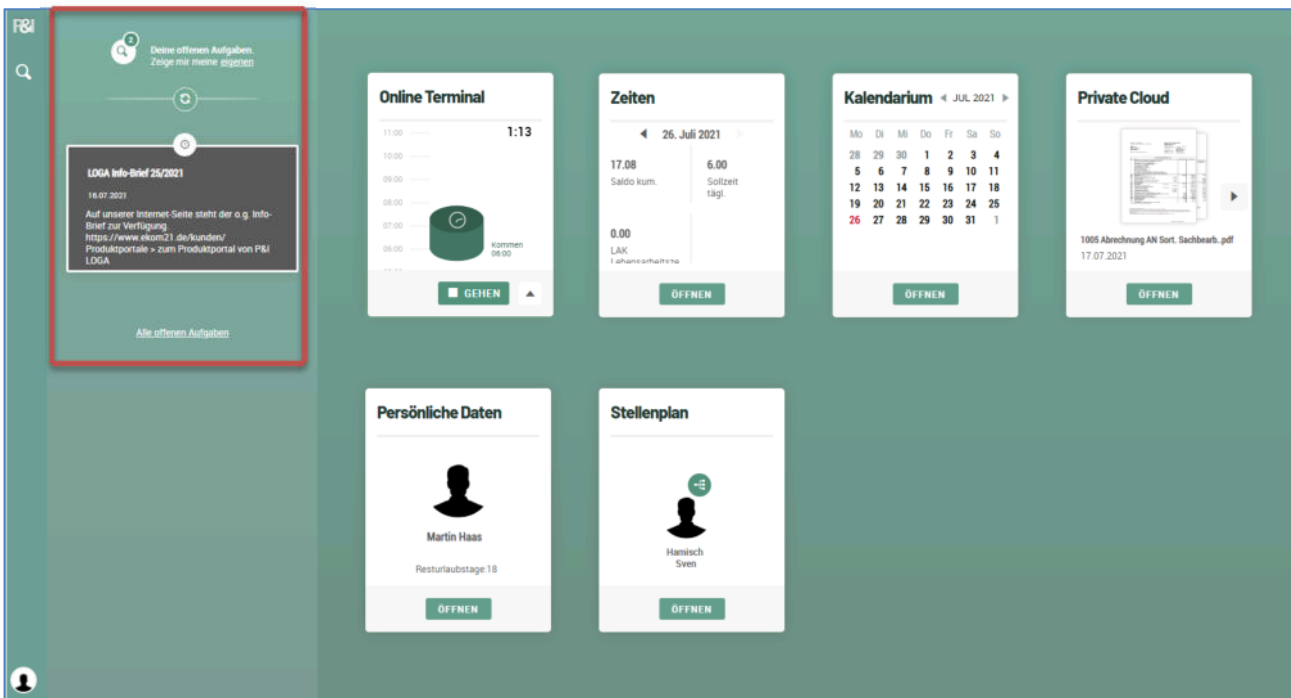 P&I
2
Deine offenen Aufgaben.
Zeige mir meine eigenen
LOGA Info-Brief 25/2021
16.07.2021
Auf unserer Internet-Seite steht der o.g. Info-
Brief zur Verfügung.
https://www.ekom21.de/kunden/
Produktportale > zum Produktportal von P&I
LOGA
Alle offenen Aufgaben
Online Terminal
11:00
1:13
10:00
09:00
08:00
07:00
06:00
Kommen
06:00
GEHEN
Zeiten
26. Juli 2021
17.08
Saldo kum.
6.00
Sollzeit
tägl.
0.00
LAK
Lebensarbeitsze
ÖFFNEN
Kalendarium JUL 2021
Mo Di Mi Do Fr Sa So
28 29 30 1 2 3 4
5 6 7 8 9 10 11
12 13 14 15 16 17 18
19 20 21 22 23 24 25
26 27 28 29 30 31 1
ÖFFNEN
Private Cloud
1005 Abrechnung AN Sort. Sachbearb..pdf
17.07.2021
ÖFFNEN
Persönliche Daten
Martin Haas
Resturlaubstage:18
ÖFFNEN
Stellenplan
Hamisch
Sven
ÖFFNEN